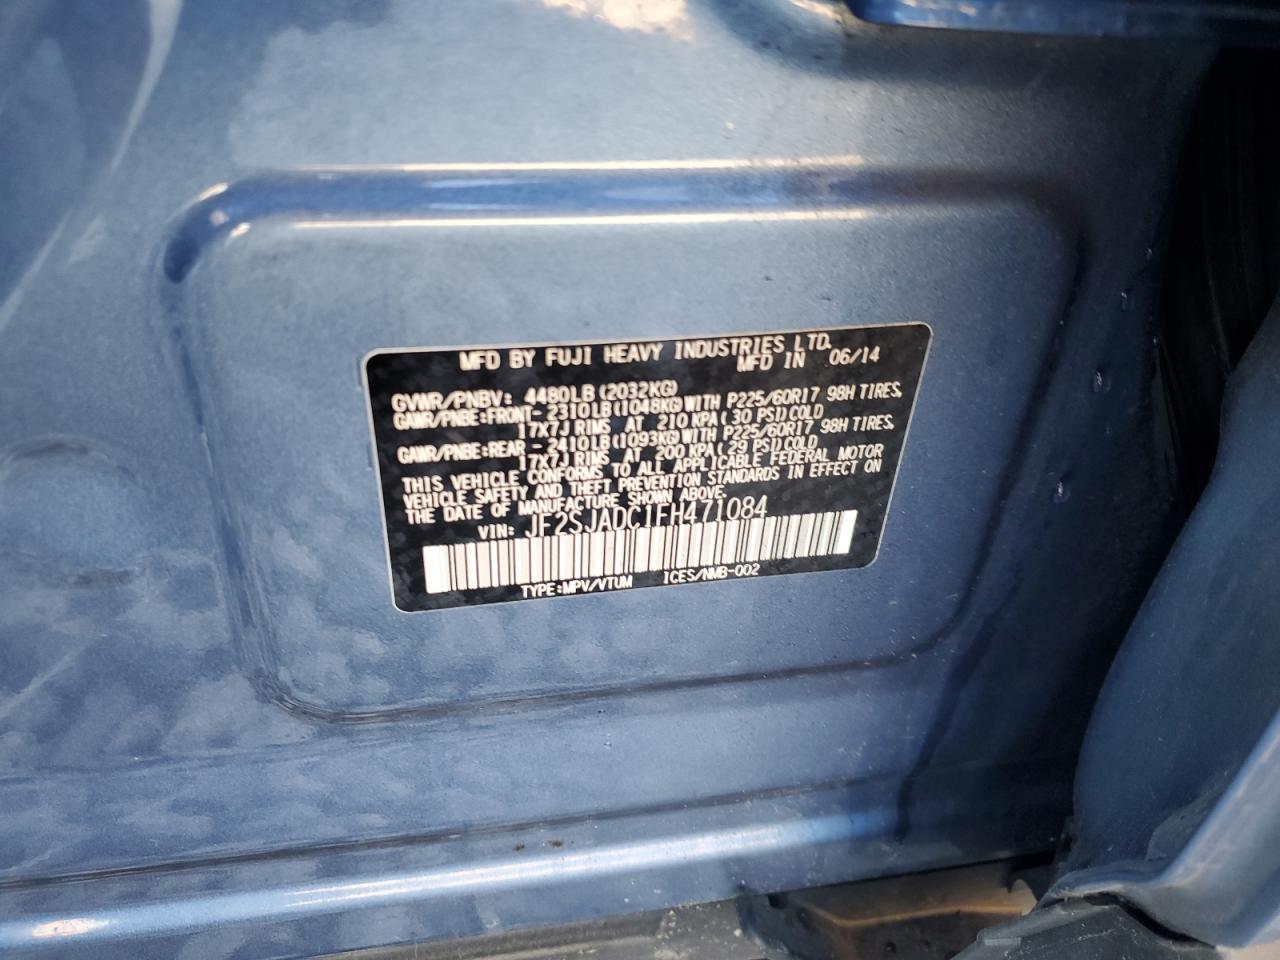 MFD BY FUJI HEAVY INDUSTRIES LTD.
MFD IN 06/14
GVWR/PNBV: 4480LB(2032KG)
GAWR/PNBE:FRONT- 2310LB(1048KG)WITH P225/60R17 98H TIRES,
17X7J RIMS AT 210 KPA(30 PSI)COLD
GAWR/PNBE:REAR - 2410LB(1093KG)WITH P225/60R17 98H TIRES,
17X7J RIMS AT 200 KPA(29 PSI)COLD
THIS VEHICLE CONFORMS TO ALL APPLICABLE FEDERAL MOTOR
VEHICLE SAFETY AND THEFT PREVENTION STANDARDS IN EFFECT ON
THE DATE OF MANUFACTURE SHOWN ABOVE.
VIN: JF2SJADC1FH471084
TYPE:MPV/VTUM ICES/NMB-002